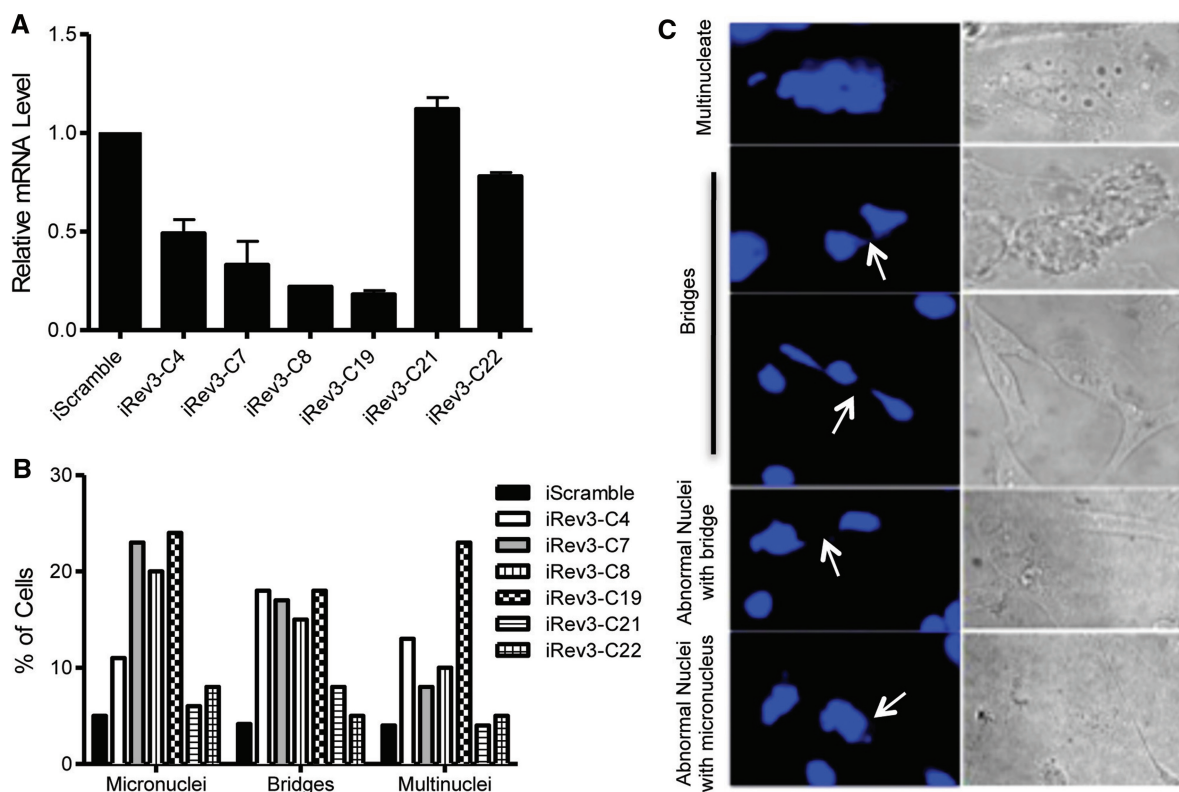 A
Relative mRNA Level
1.5
1.0
0.5
0.0
iScramble
iRev3-C4
iRev3-C7
iRev3-C8
iRev3-C19
iRev3-C21
iRev3-C22
B
% of Cells
30
20
10
0
Micronuclei
Bridges
Multinuclei
iScramble
iRev3-C4
iRev3-C7
iRev3-C8
iRev3-C19
iRev3-C21
iRev3-C22
C
Multinucleate
Bridges
Abnormal Nuclei
with bridge
Abnormal Nuclei
with micronucleus